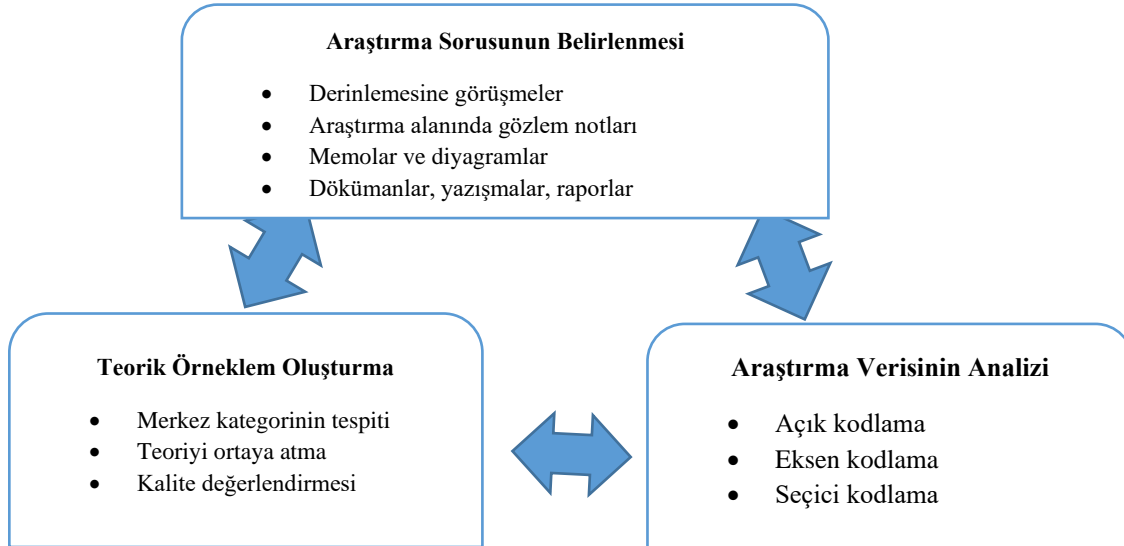 Araştırma Sorusunun Belirlenmesi
• Derinlemesine görüşmeler
• Araştırma alanında gözlem notları
• Memolar ve diyagramlar
• Dökümanlar, yazışmalar, raporlar
Teorik Örneklem Oluşturma
• Merkez kategorinin tespiti
• Teoriyi ortaya atma
• Kalite değerlendirmesi
Araştırma Verisinin Analizi
• Açık kodlama
• Eksen kodlama
• Seçici kodlama